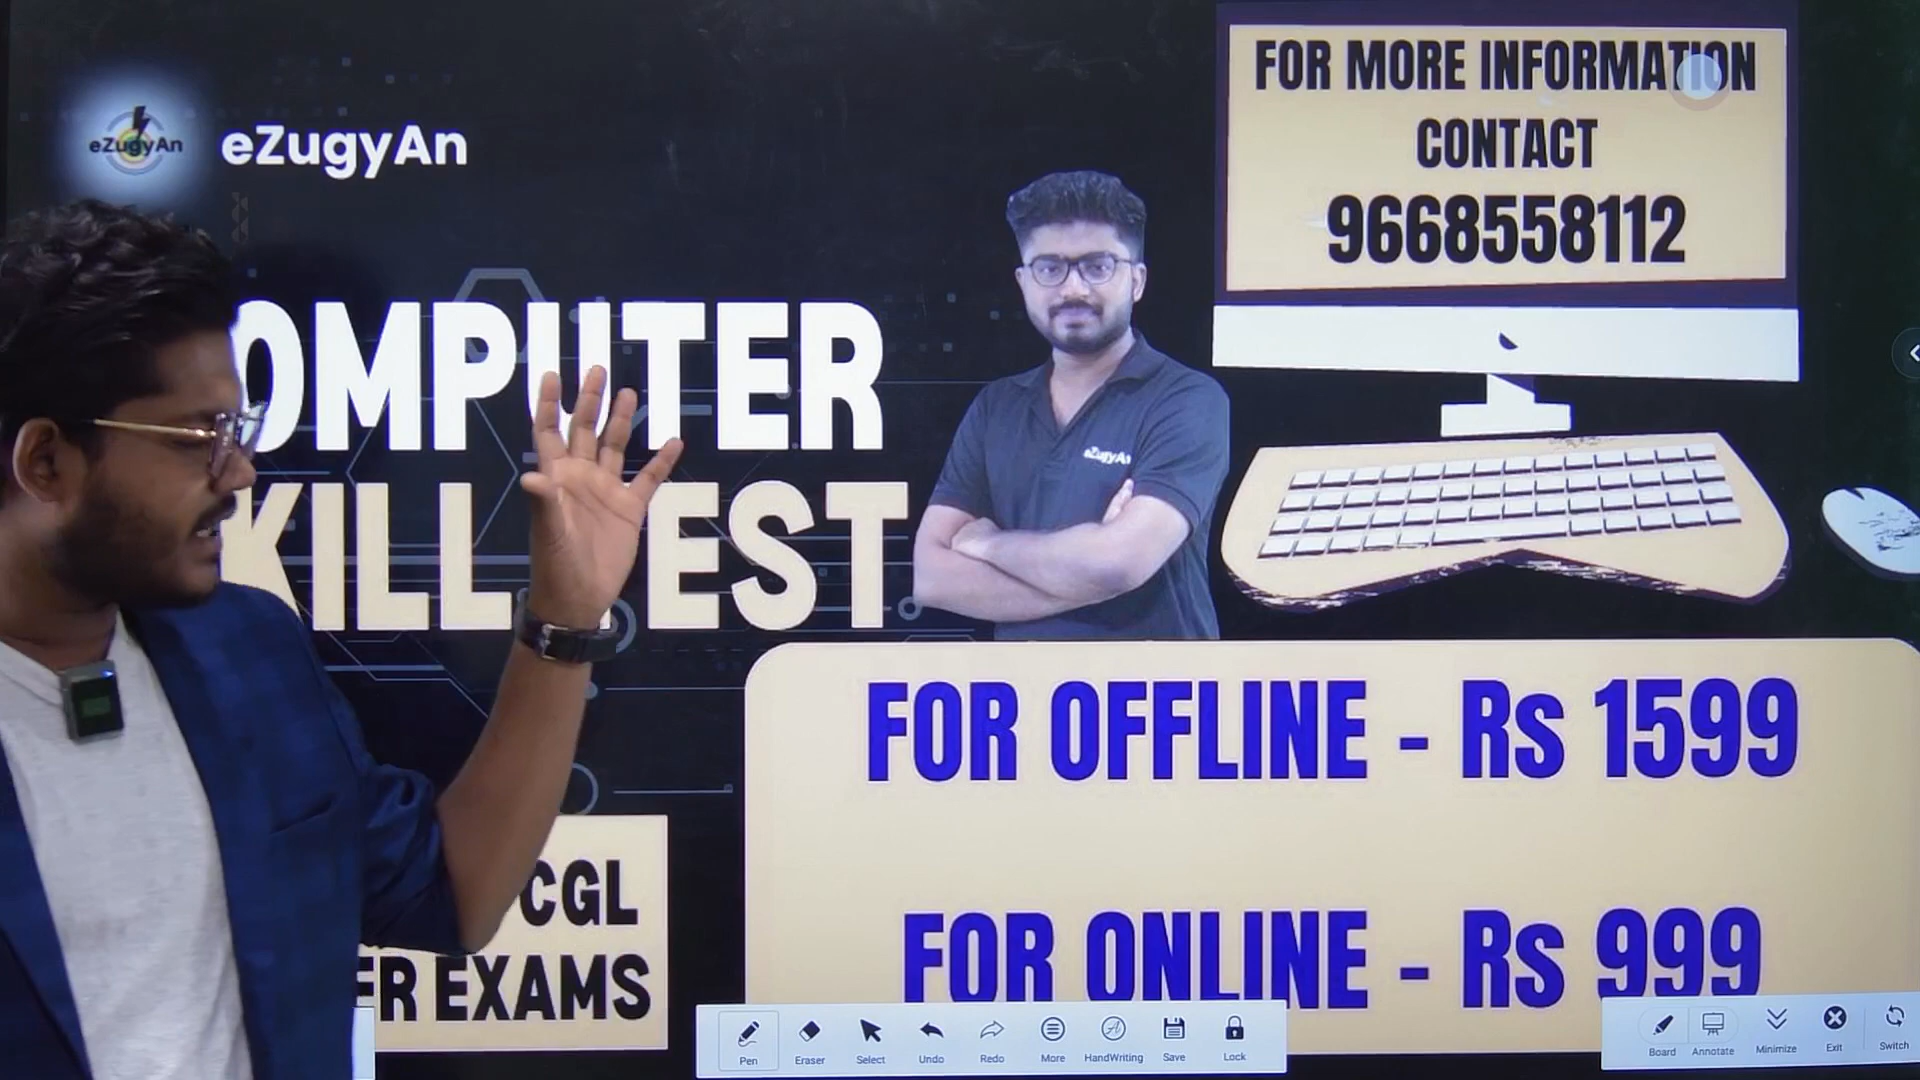 eZugyAn
eZugyAn
FOR MORE INFORMATION
CONTACT
9668558112
OMPUTER
KILL EST
eZugyAn
FOR OFFLINE - Rs 1599
FOR ONLINE - Rs 999
CGL
ER EXAMS
Pen
Eraser
Select
Undo
Redo
More
HandWriting
Save
Lock
Board
Annotate
Minimize
Exit
Switch